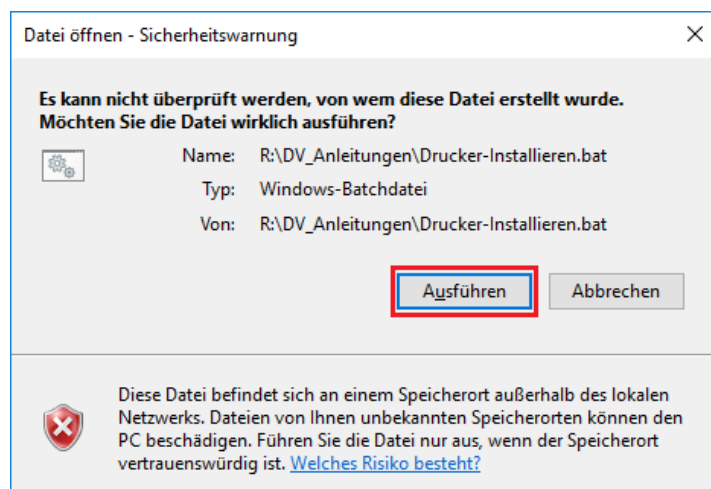 Datei öffnen - Sicherheitswarnung
Es kann nicht überprüft werden, von wem diese Datei erstellt wurde.
Möchten Sie die Datei wirklich ausführen?
Name: R:\DV_Anleitungen\Drucker-Installieren.bat
Typ: Windows-Batchdatei
Von: R:\DV_Anleitungen\Drucker-Installieren.bat
Ausführen Abbrechen
Diese Datei befindet sich an einem Speicherort außerhalb des lokalen
Netzwerks. Dateien von Ihnen unbekannten Speicherorten können den
PC beschädigen. Führen Sie die Datei nur aus, wenn der Speicherort
vertrauenswürdig ist. Welches Risiko besteht?